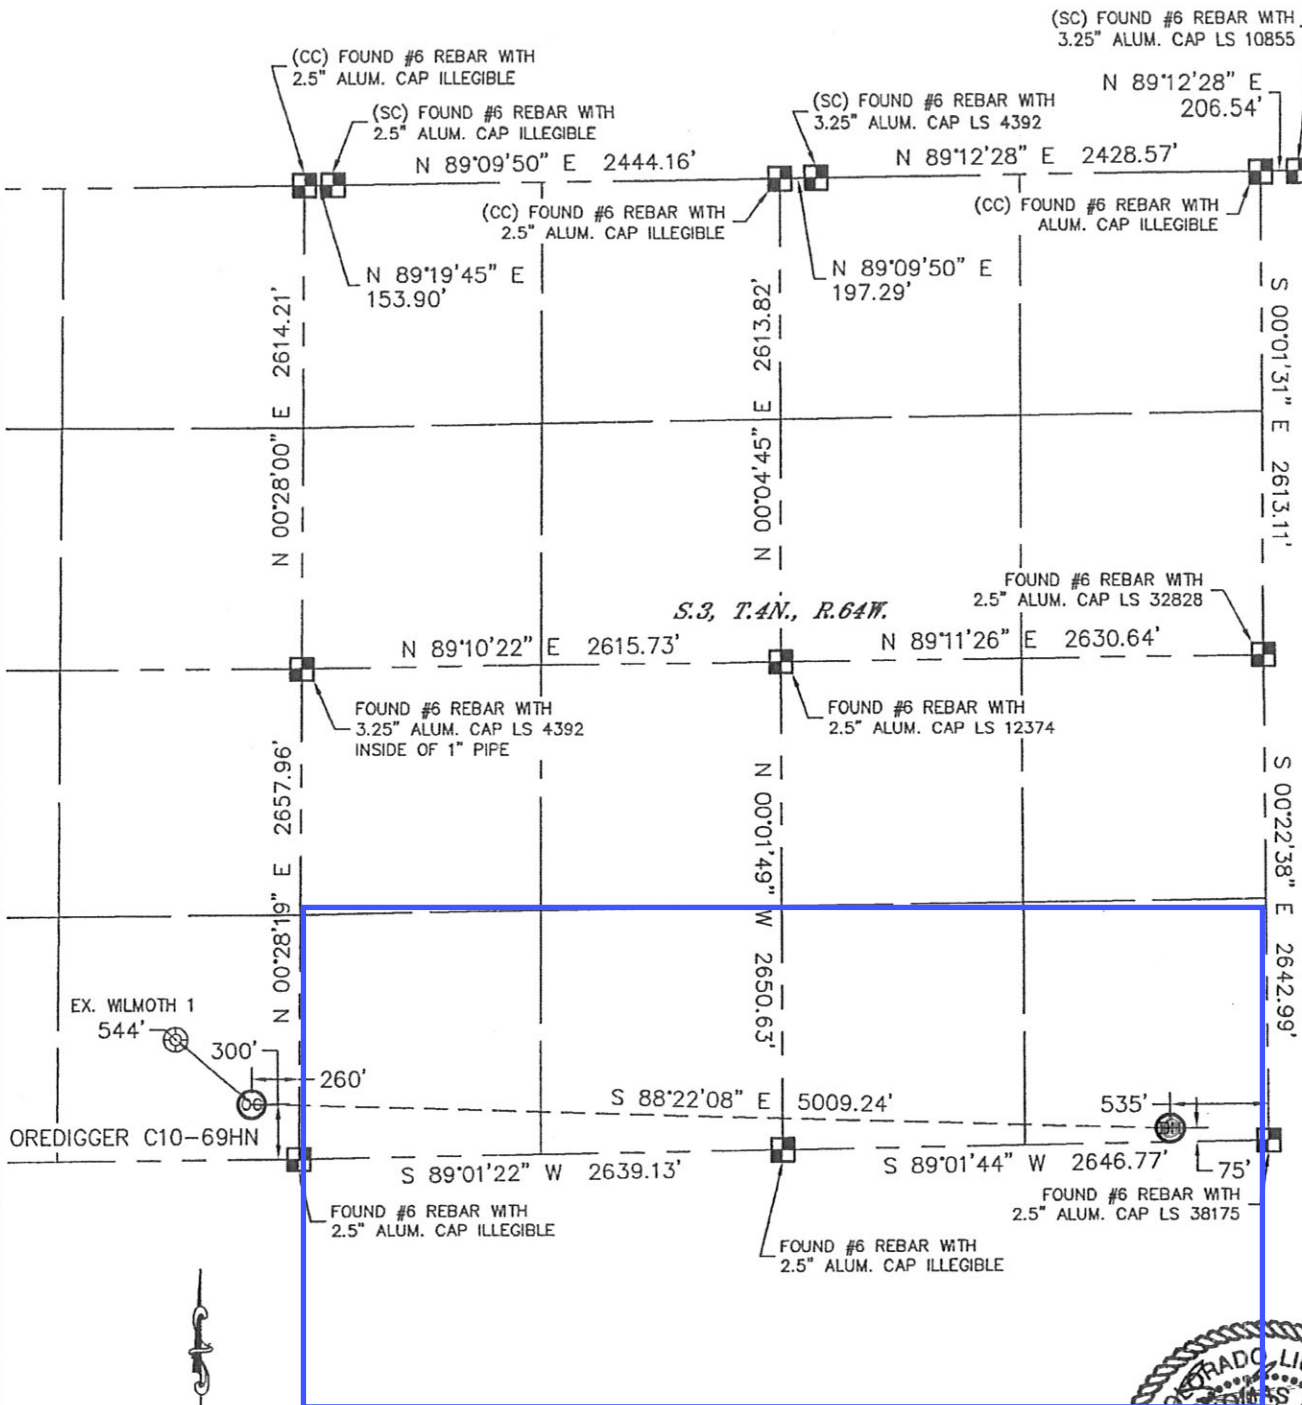 (SC) FOUND #6 REBAR WITH
3.25" ALUM. CAP LS 10855
(CC) FOUND #6 REBAR WITH
2.5" ALUM. CAP ILLEGIBLE
N 89°12'28" E
206.54'
(SC) FOUND #6 REBAR WITH
2.5" ALUM. CAP ILLEGIBLE
(SC) FOUND #6 REBAR WITH
3.25" ALUM. CAP LS 4392
N 89°09'50" E 2444.16'
N 89°12'28" E 2428.57'
(CC) FOUND #6 REBAR WITH
2.5" ALUM. CAP ILLEGIBLE
(CC) FOUND #6 REBAR WITH
ALUM. CAP ILLEGIBLE
N 89°19'45" E
153.90'
N 89°09'50" E
197.29'
N 00°28'00" E 2614.21'
N 00°04'45" E 2613.82'
S 00°01'31" E 2613.11'
FOUND #6 REBAR WITH
2.5" ALUM. CAP LS 32828
S.3, T.4N., R.64W.
N 89°10'22" E 2615.73'
N 89°11'26" E 2630.64'
FOUND #6 REBAR WITH
3.25" ALUM. CAP LS 4392
INSIDE OF 1" PIPE
FOUND #6 REBAR WITH
2.5" ALUM. CAP LS 12374
N 00°28'19" E 2657.96'
N 00°01'49" W 2650.63'
S 00°22'38" E 2642.99'
EX. WILMOTH 1
544'
300'
260'
S 88°22'08" E 5009.24'
535'
OREDIGGER C10-69HN
S 89°01'22" W 2639.13'
S 89°01'44" W 2646.77'
75'
FOUND #6 REBAR WITH
2.5" ALUM. CAP ILLEGIBLE
FOUND #6 REBAR WITH
2.5" ALUM. CAP LS 38175
FOUND #6 REBAR WITH
2.5" ALUM. CAP ILLEGIBLE